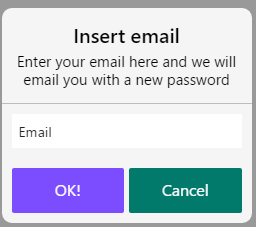 Insert email
Enter your email here and we will
email you with a new password
Email
OK!
Cancel